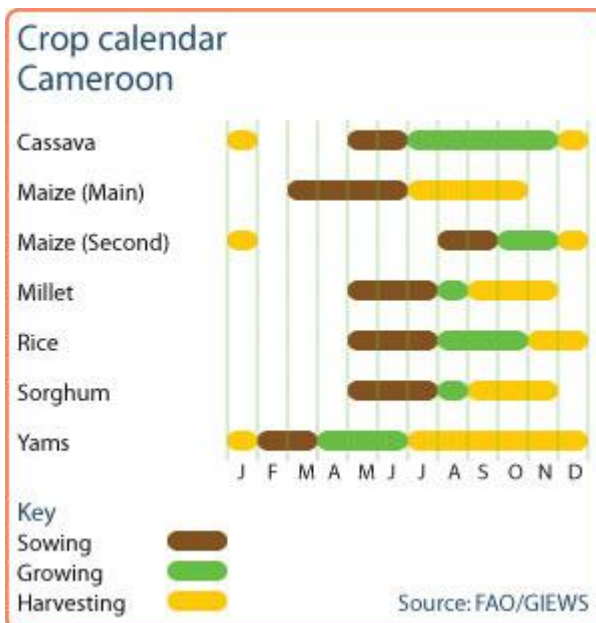 Crop calendar
Cameroon
Cassava
Maize (Main)
Maize (Second)
Millet
Rice
Sorghum
Yams
J F M A M J J A S O N D
Key
Sowing
Growing
Harvesting
Source: FAO/GIEWS